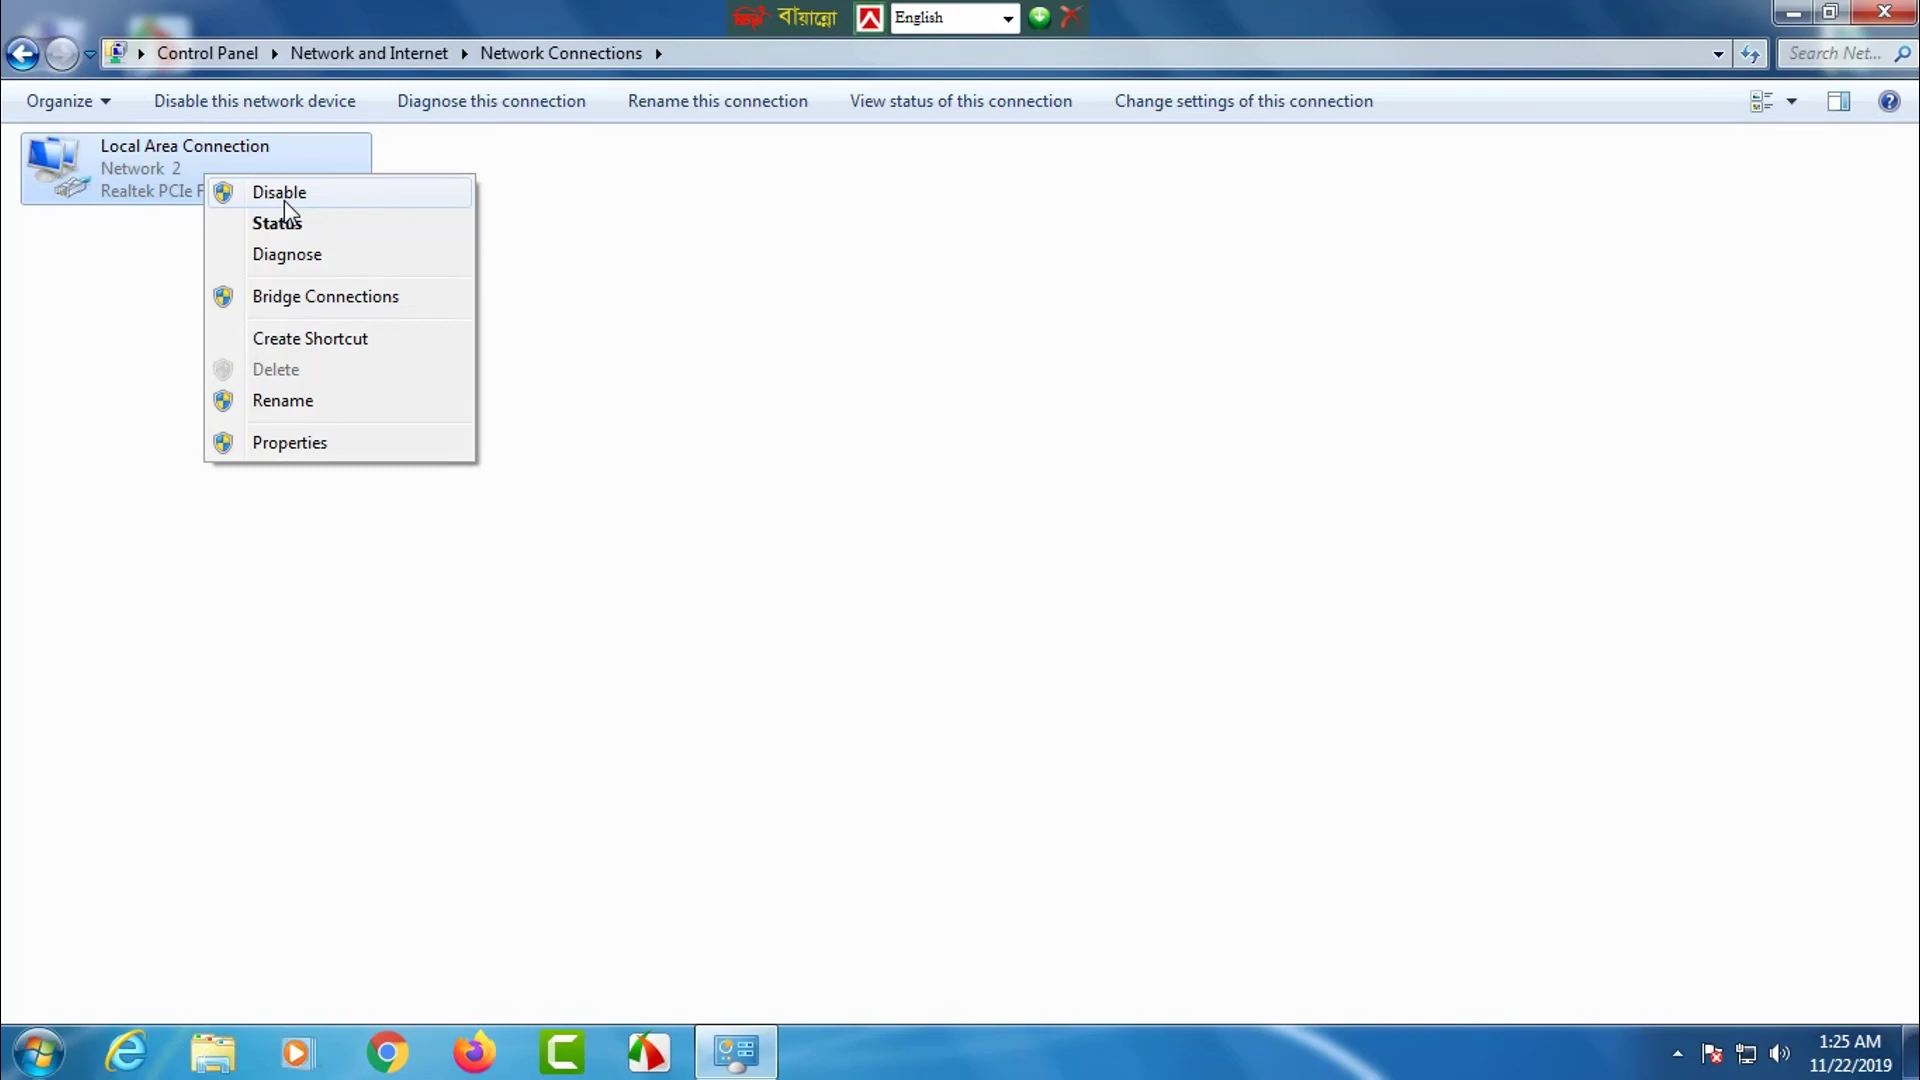 বায়ান্নো
English
Control Panel
Network and Internet
Network Connections
Search Net...
Organize
Disable this network device
Diagnose this connection
Rename this connection
View status of this connection
Change settings of this connection
Local Area Connection
Network 2
Realtek PCIe F
Disable
Status
Diagnose
Bridge Connections
Create Shortcut
Delete
Rename
Properties
1:25 AM
11/22/2019